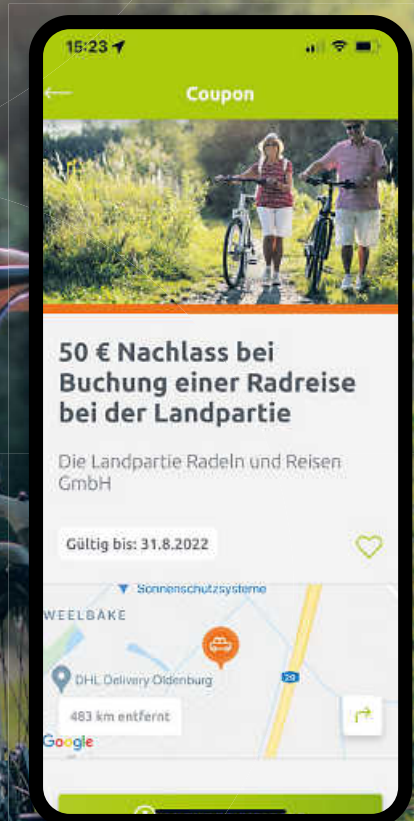 15:23
Coupon
50 € Nachlass bei
Buchung einer Radreise
bei der Landpartie
Die Landpartie Radeln und Reisen
GmbH
Gültig bis: 31.8.2022
Sonnenschutzsysteme
WEELBÄKE
DHL Delivery Oldenburg
29
483 km entfernt
Google